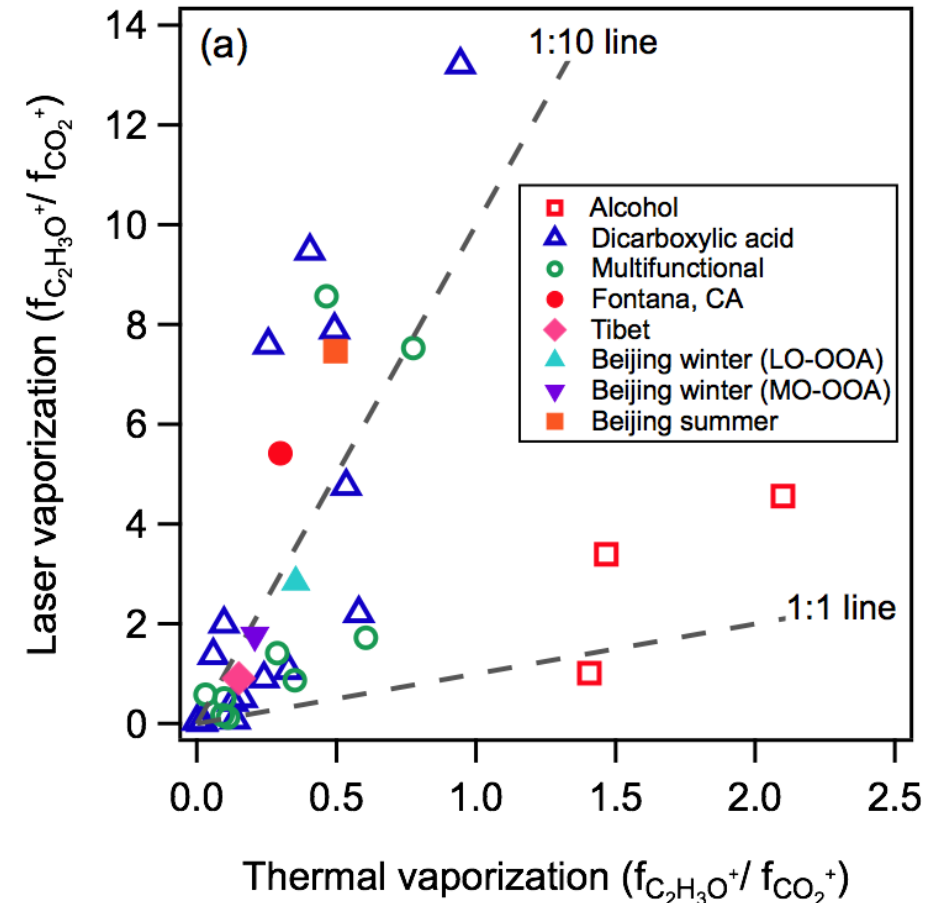 (a)
1:10 line
14
12
10
8
6
4
2
0
Laser vaporization (fC₂H₃O⁺/ fCO₂⁺)
Alcohol
Dicarboxylic acid
Multifunctional
Fontana, CA
Tibet
Beijing winter (LO-OOA)
Beijing winter (MO-OOA)
Beijing summer
1:1 line
0.0 0.5 1.0 1.5 2.0 2.5
Thermal vaporization (fC₂H₃O⁺/ fCO₂⁺)